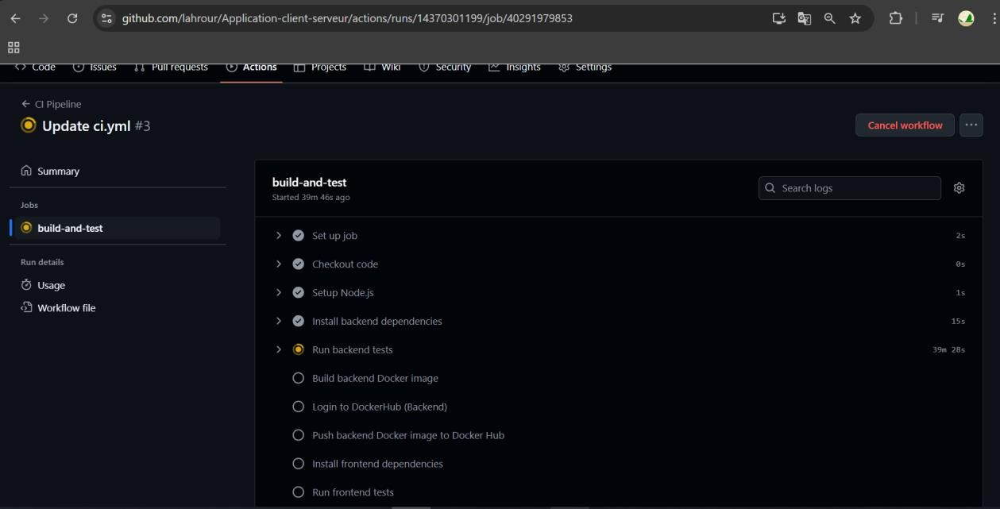 github.com/lahrour/Application-client-serveur/actions/runs/14370301199/job/40291979853
Code Issues Pull requests Actions Projects Wiki Security Insights Settings
CI Pipeline
Update ci.yml #3
Cancel workflow
Summary
Jobs
build-and-test
Run details
Usage
Workflow file
build-and-test
Started 39m 46s ago
Search logs
Set up job 2s
Checkout code 0s
Setup Node.js 1s
Install backend dependencies 15s
Run backend tests 39m 28s
Build backend Docker image
Login to DockerHub (Backend)
Push backend Docker image to Docker Hub
Install frontend dependencies
Run frontend tests